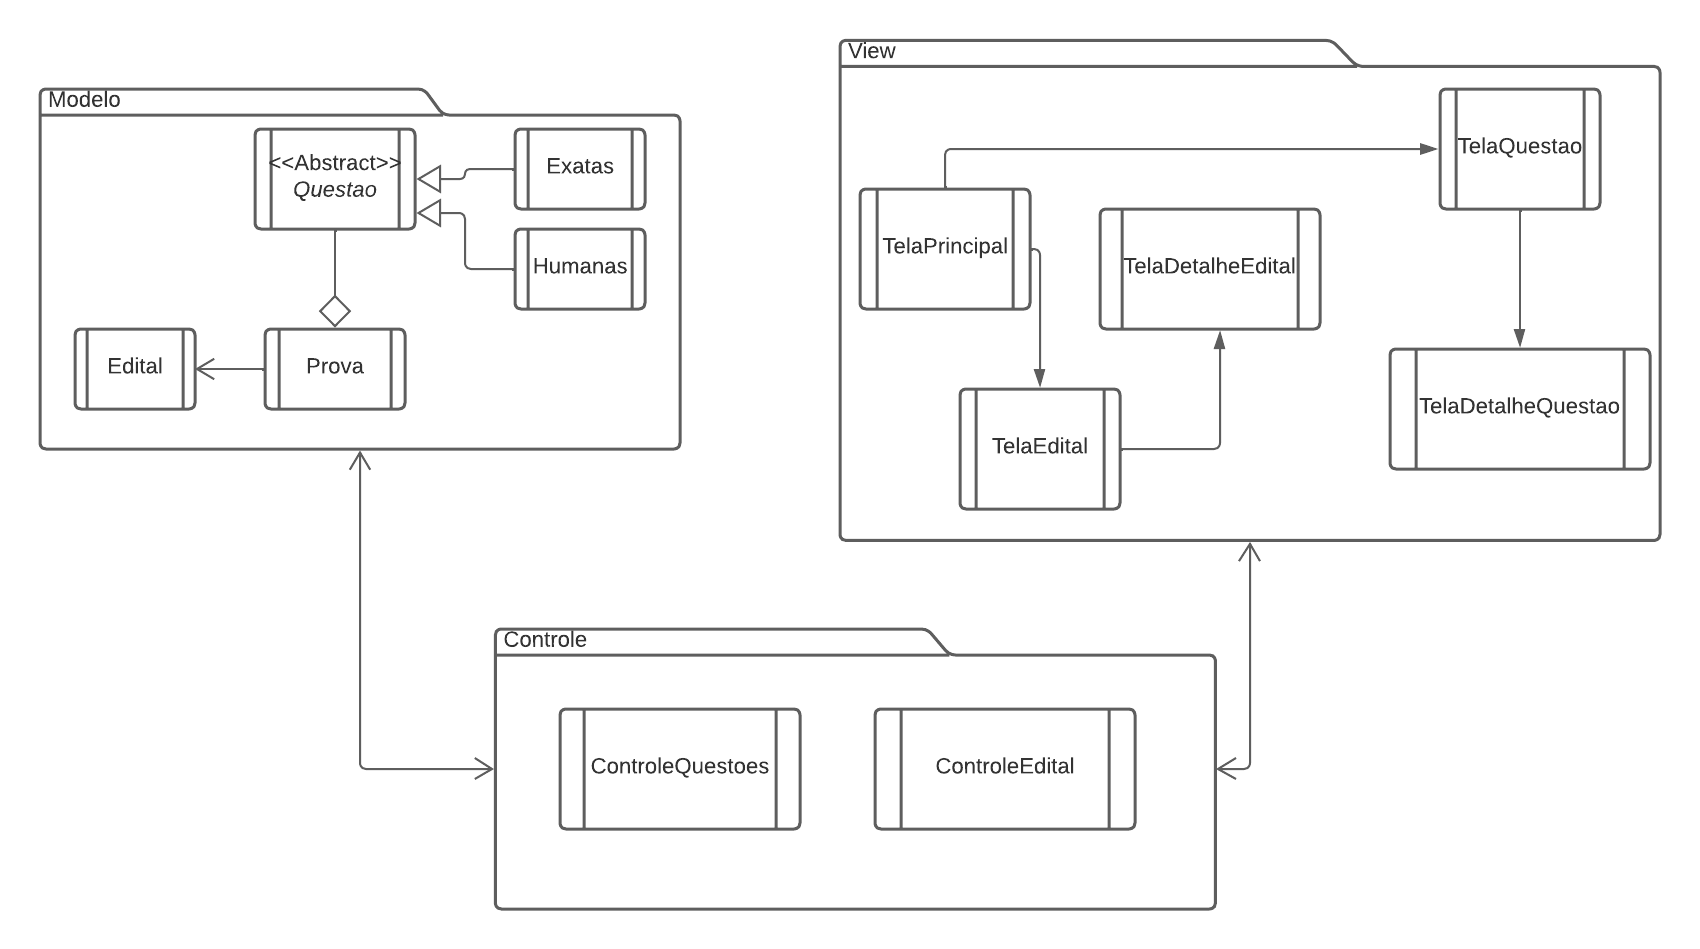 Modelo
<<Abstract>>
Questao
Exatas
Humanas
Edital
Prova
View
TelaQuestao
TelaPrincipal
TelaDetalheEdital
TelaEdital
TelaDetalheQuestao
Controle
ControleQuestoes
ControleEdital